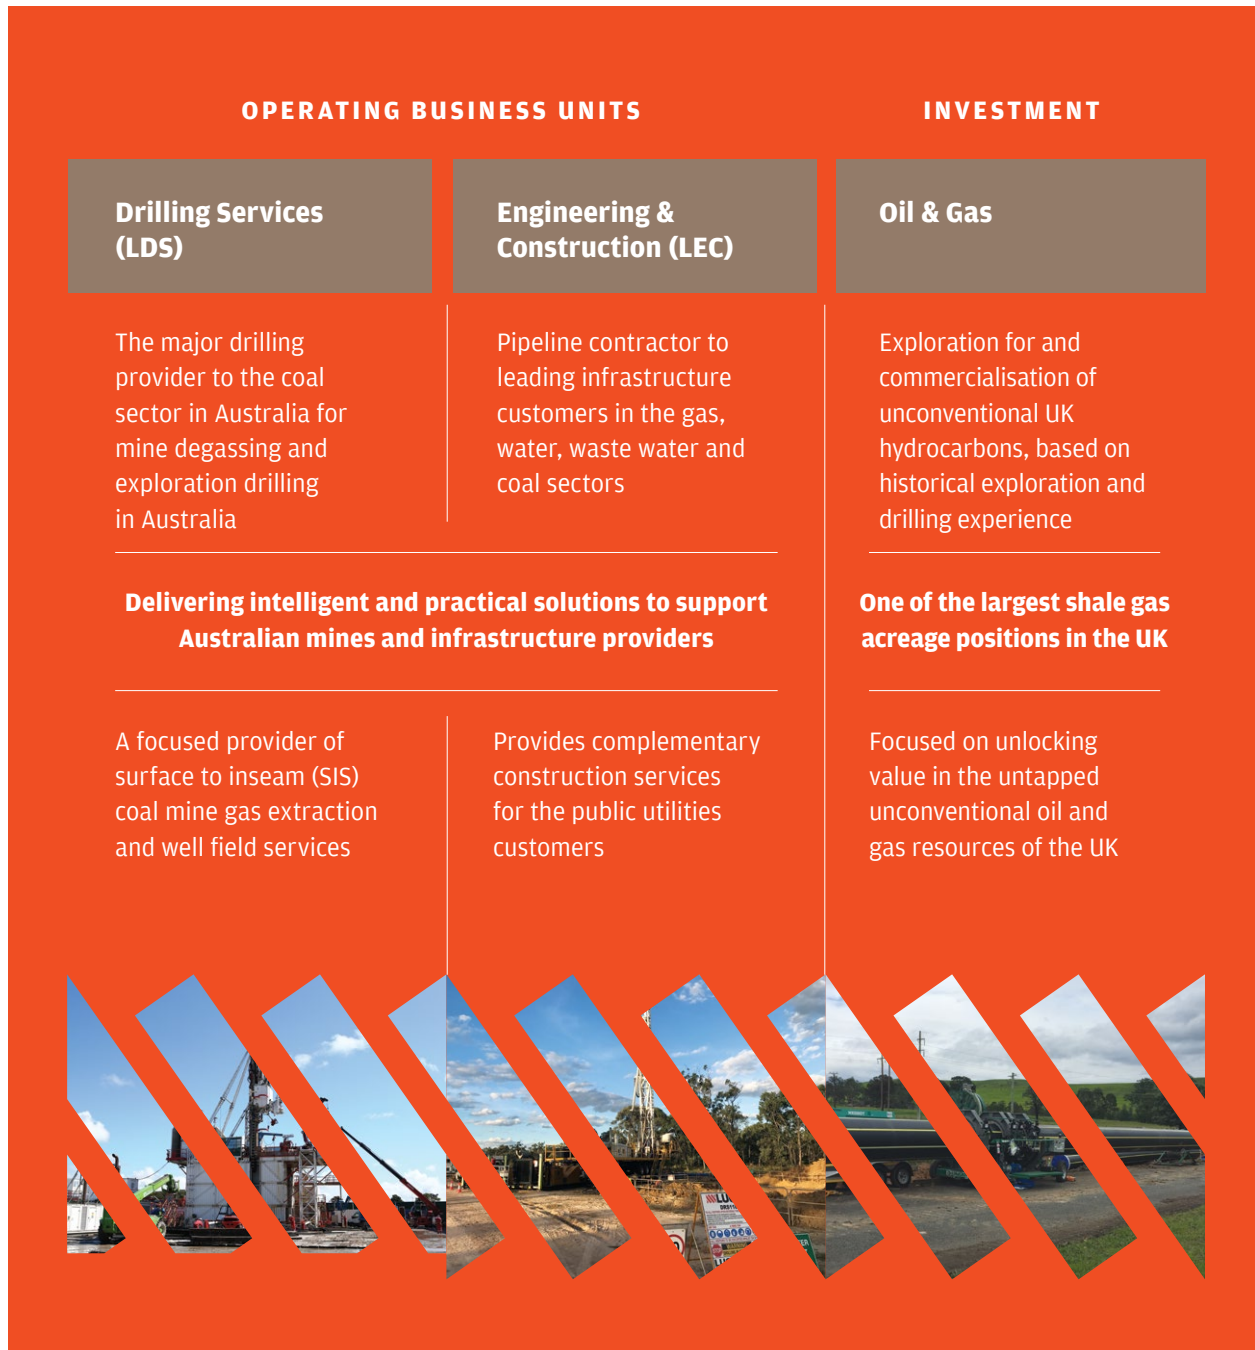 OPERATING BUSINESS UNITS
INVESTMENT
Drilling Services
(LDS)
Engineering &
Construction (LEC)
Oil & Gas
The major drilling
provider to the coal
sector in Australia for
mine degassing and
exploration drilling
in Australia
Pipeline contractor to
leading infrastructure
customers in the gas,
water, waste water and
coal sectors
Exploration for and
commercialisation of
unconventional UK
hydrocarbons, based on
historical exploration and
drilling experience
Delivering intelligent and practical solutions to support
Australian mines and infrastructure providers
One of the largest shale gas
acreage positions in the UK
A focused provider of
surface to inseam (SIS)
coal mine gas extraction
and well field services
Provides complementary
construction services
for the public utilities
customers
Focused on unlocking
value in the untapped
unconventional oil and
gas resources of the UK